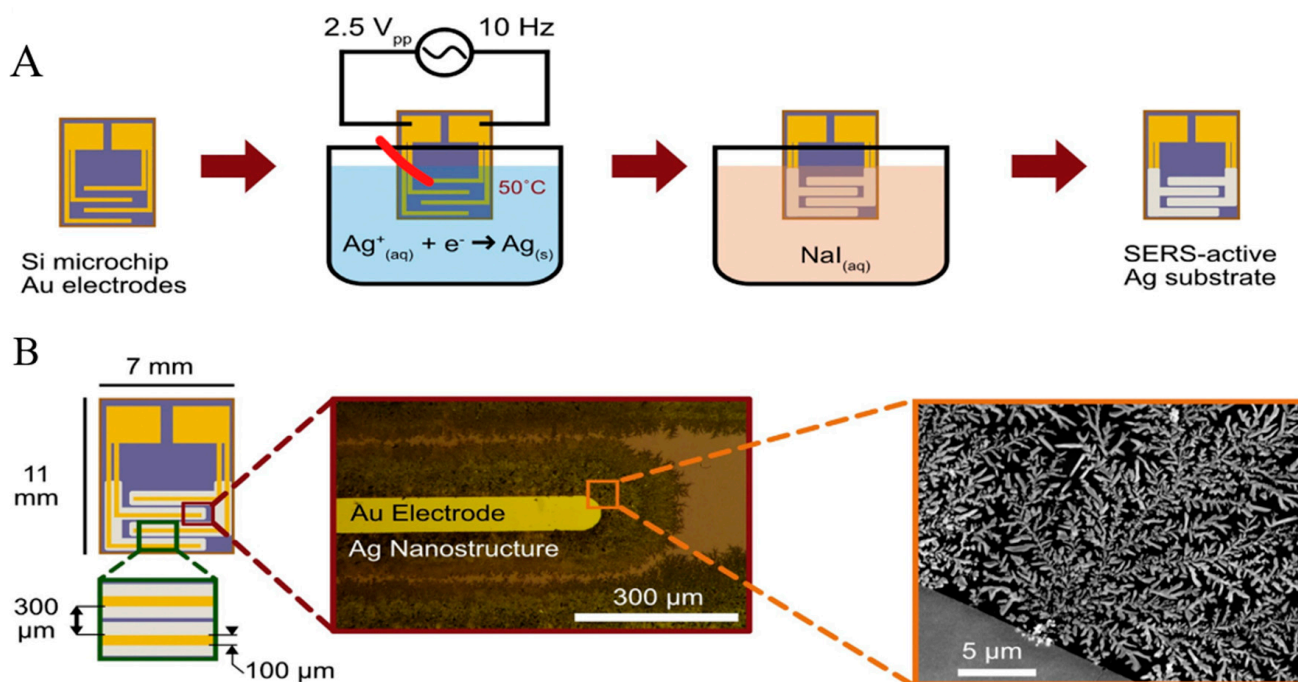 A
2.5 Vpp 10 Hz
50°C
Ag+(aq) + e- → Ag(s)
NaI(aq)
Si microchip
Au electrodes
SERS-active
Ag substrate
B
7 mm
11
mm
300
µm
100 µm
Au Electrode
Ag Nanostructure
300 µm
5 µm